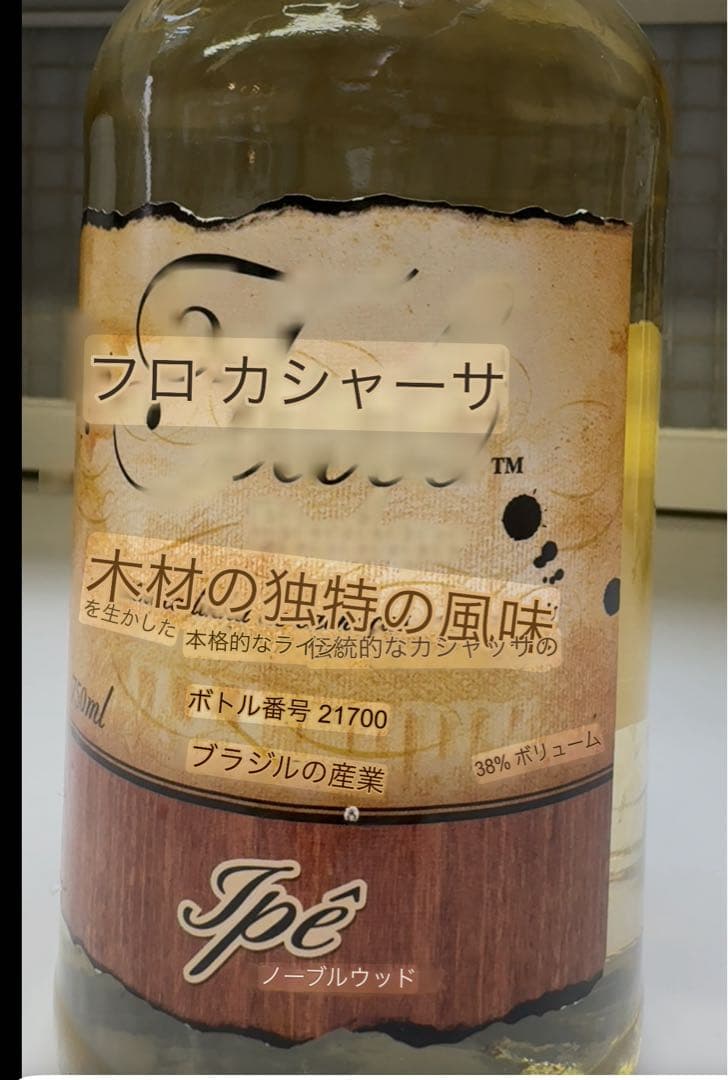 フロ カシャーサ
TM
木材の独特の風味
を生かした 本格的なライン 伝統的なカシャッサの
ボトル番号 21700
750ml
ブラジルの産業
38% ボリューム
Ipê
ノーブルウッド